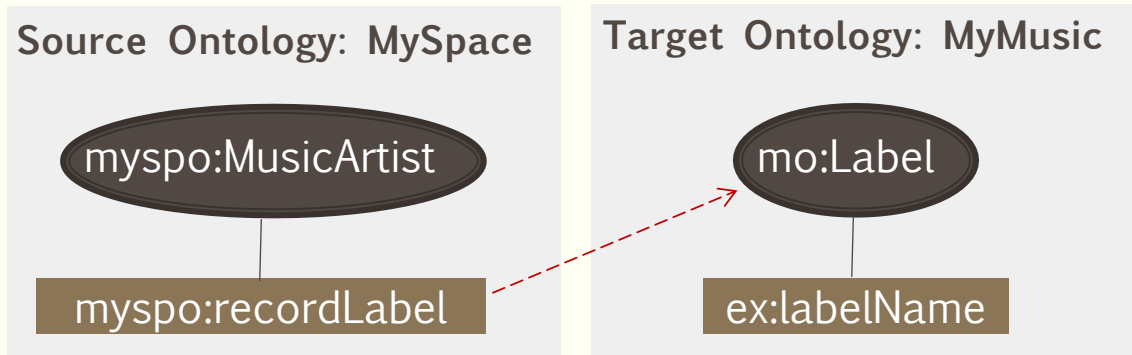 Source Ontology: MySpace
myspo:MusicArtist
myspo:recordLabel
Target Ontology: MyMusic
mo:Label
ex:labelName